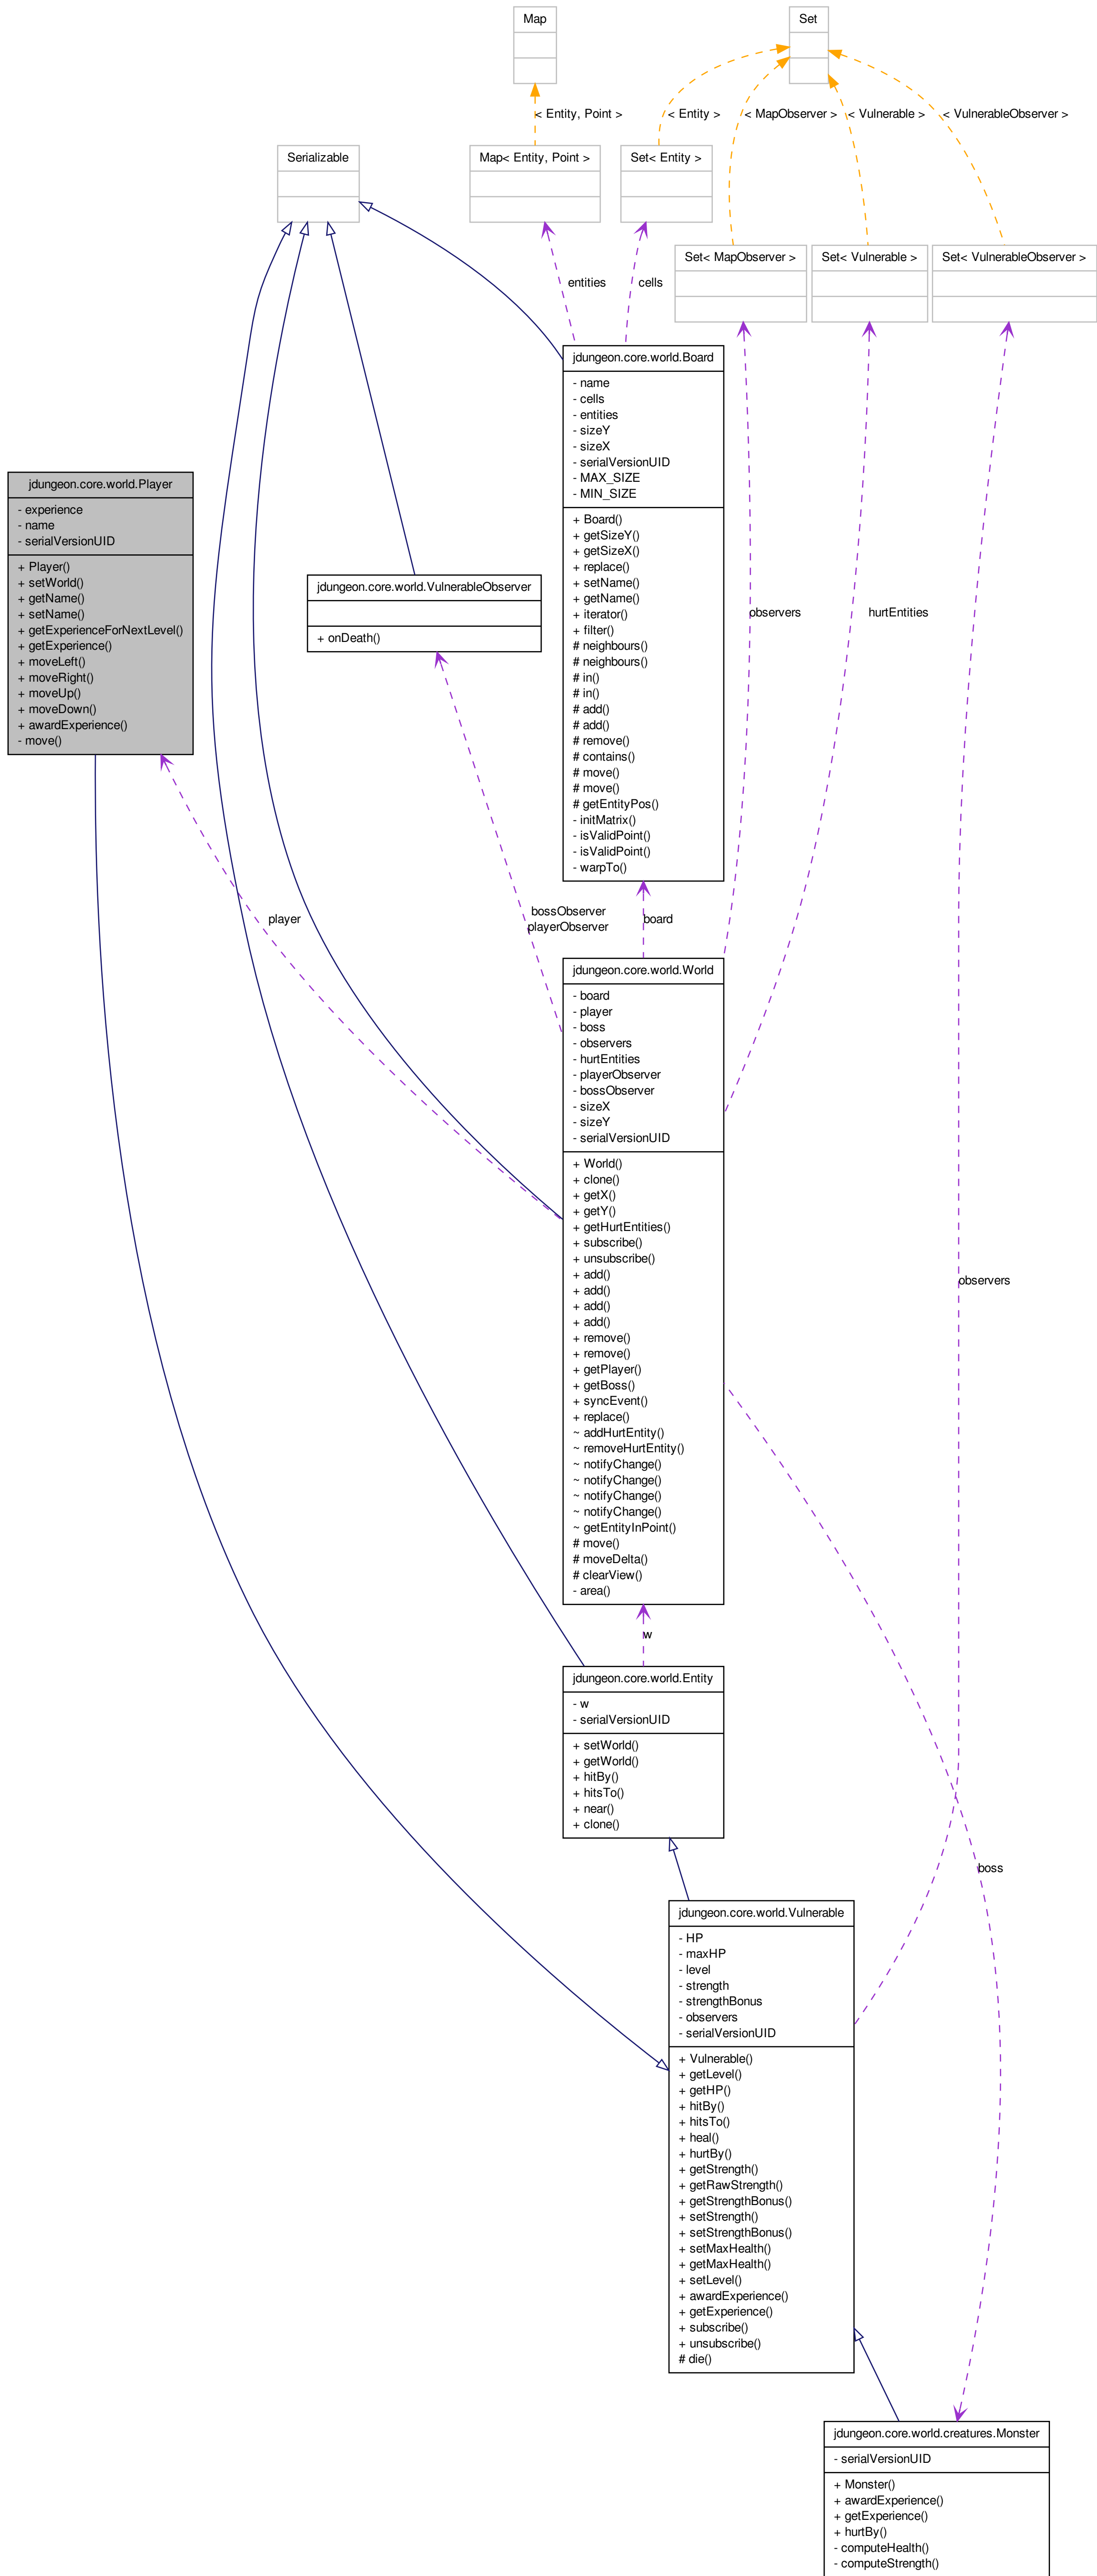 Map
Set
< Entity, Point >
< Entity >
< MapObserver >
< Vulnerable >
< VulnerableObserver >
Serializable
Map< Entity, Point >
Set< Entity >
Set< MapObserver >
Set< Vulnerable >
Set< VulnerableObserver >
entities
cells
jdungeon.core.world.Board
- name
- cells
- entities
- sizeY
- sizeX
- serialVersionUID
- MAX_SIZE
- MIN_SIZE
+ Board()
+ getSizeY()
+ getSizeX()
+ replace()
+ setName()
+ getName()
+ iterator()
+ filter()
# neighbours()
# neighbours()
# in()
# in()
# add()
# add()
# remove()
# contains()
# move()
# move()
# getEntityPos()
- initMatrix()
- isValidPoint()
- isValidPoint()
- warpTo()
jdungeon.core.world.Player
- experience
- name
- serialVersionUID
+ Player()
+ setWorld()
+ getName()
+ setName()
+ getExperienceForNextLevel()
+ getExperience()
+ moveLeft()
+ moveRight()
+ moveUp()
+ moveDown()
+ awardExperience()
- move()
jdungeon.core.world.VulnerableObserver
+ onDeath()
observers
hurtEntities
player
bossObserver
playerObserver
board
jdungeon.core.world.World
- board
- player
- boss
- observers
- hurtEntities
- playerObserver
- bossObserver
- sizeX
- sizeY
- serialVersionUID
+ World()
+ clone()
+ getX()
+ getY()
+ getHurtEntities()
+ subscribe()
+ unsubscribe()
+ add()
+ add()
+ add()
+ add()
+ remove()
+ remove()
+ getPlayer()
+ getBoss()
+ syncEvent()
+ replace()
~ addHurtEntity()
~ removeHurtEntity()
~ notifyChange()
~ notifyChange()
~ notifyChange()
~ notifyChange()
~ getEntityInPoint()
# move()
# moveDelta()
# clearView()
- area()
observers
w
jdungeon.core.world.Entity
- w
- serialVersionUID
+ setWorld()
+ getWorld()
+ hitBy()
+ hitsTo()
+ near()
+ clone()
boss
jdungeon.core.world.Vulnerable
- HP
- maxHP
- level
- strength
- strengthBonus
- observers
- serialVersionUID
+ Vulnerable()
+ getLevel()
+ getHP()
+ hitBy()
+ hitsTo()
+ heal()
+ hurtBy()
+ getStrength()
+ getRawStrength()
+ getStrengthBonus()
+ setStrength()
+ setStrengthBonus()
+ setMaxHealth()
+ getMaxHealth()
+ setLevel()
+ awardExperience()
+ getExperience()
+ subscribe()
+ unsubscribe()
# die()
jdungeon.core.world.creatures.Monster
- serialVersionUID
+ Monster()
+ awardExperience()
+ getExperience()
+ hurtBy()
- computeHealth()
- computeStrength()